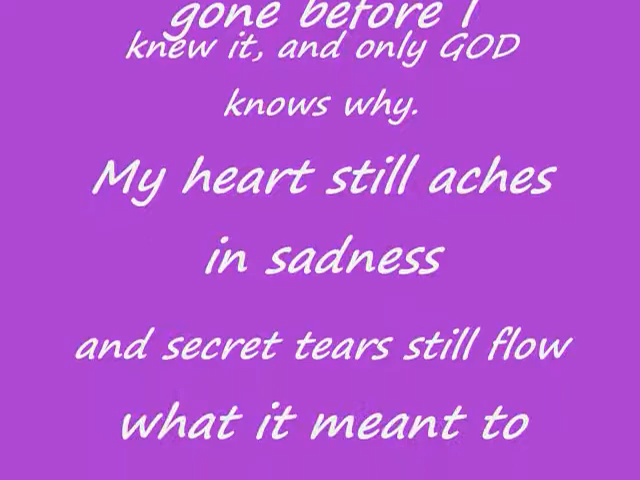 gone before I
knew it, and only GOD
knows why.
My heart still aches
in sadness
and secret tears still flow
what it meant to